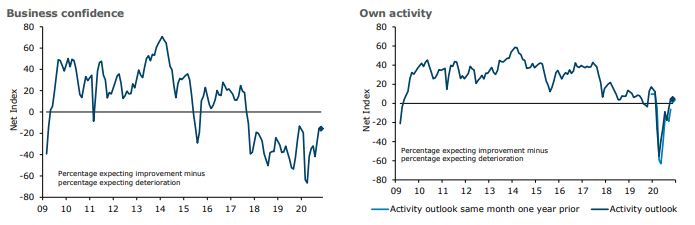 Business confidence
80
60
40
20
0
-20
-40
-60
-80
Net Index
Percentage expecting improvement minus
percentage expecting deterioration
09 10 11 12 13 14 15 16 17 18 19 20
Own activity
80
60
40
20
0
-20
-40
-60
-80
Net Index
Percentage expecting improvement minus
percentage expecting deterioration
09 10 11 12 13 14 15 16 17 18 19 20
Activity outlook same month one year prior
Activity outlook